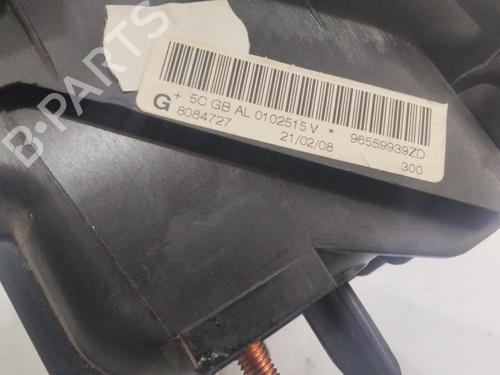 B-PARTS
G + 5C GB AL 0102515 V * 96559939ZD
8084727 21/02/08 300